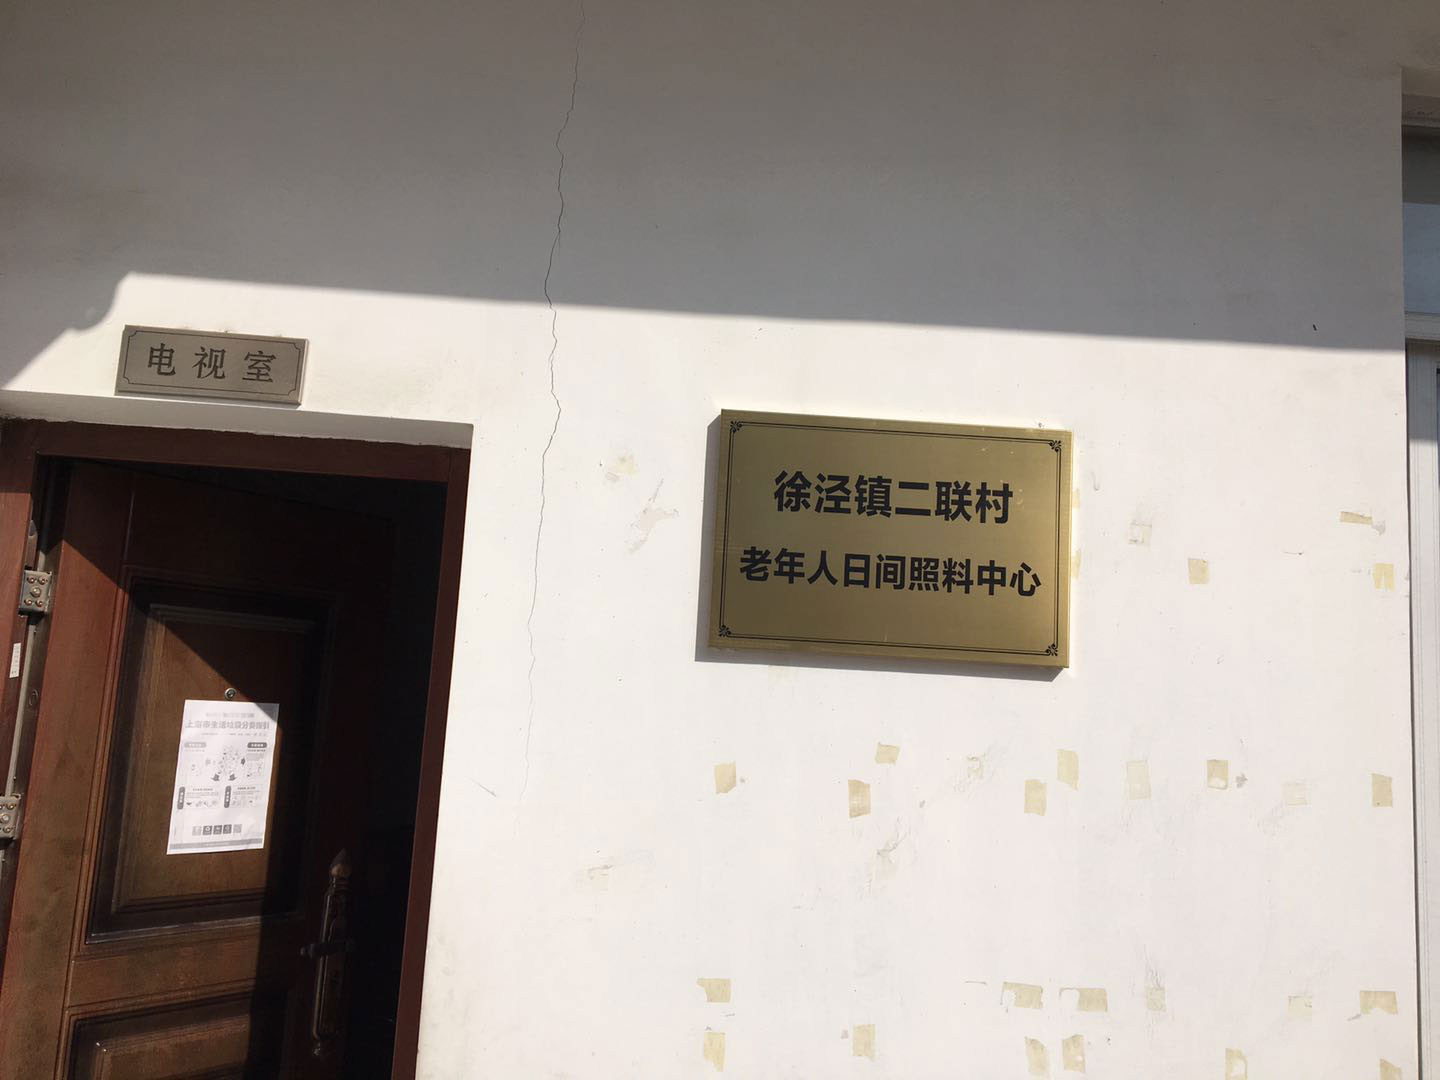 电视室
徐泾镇二联村
老年人日间照料中心
上海市生活垃圾分类指引